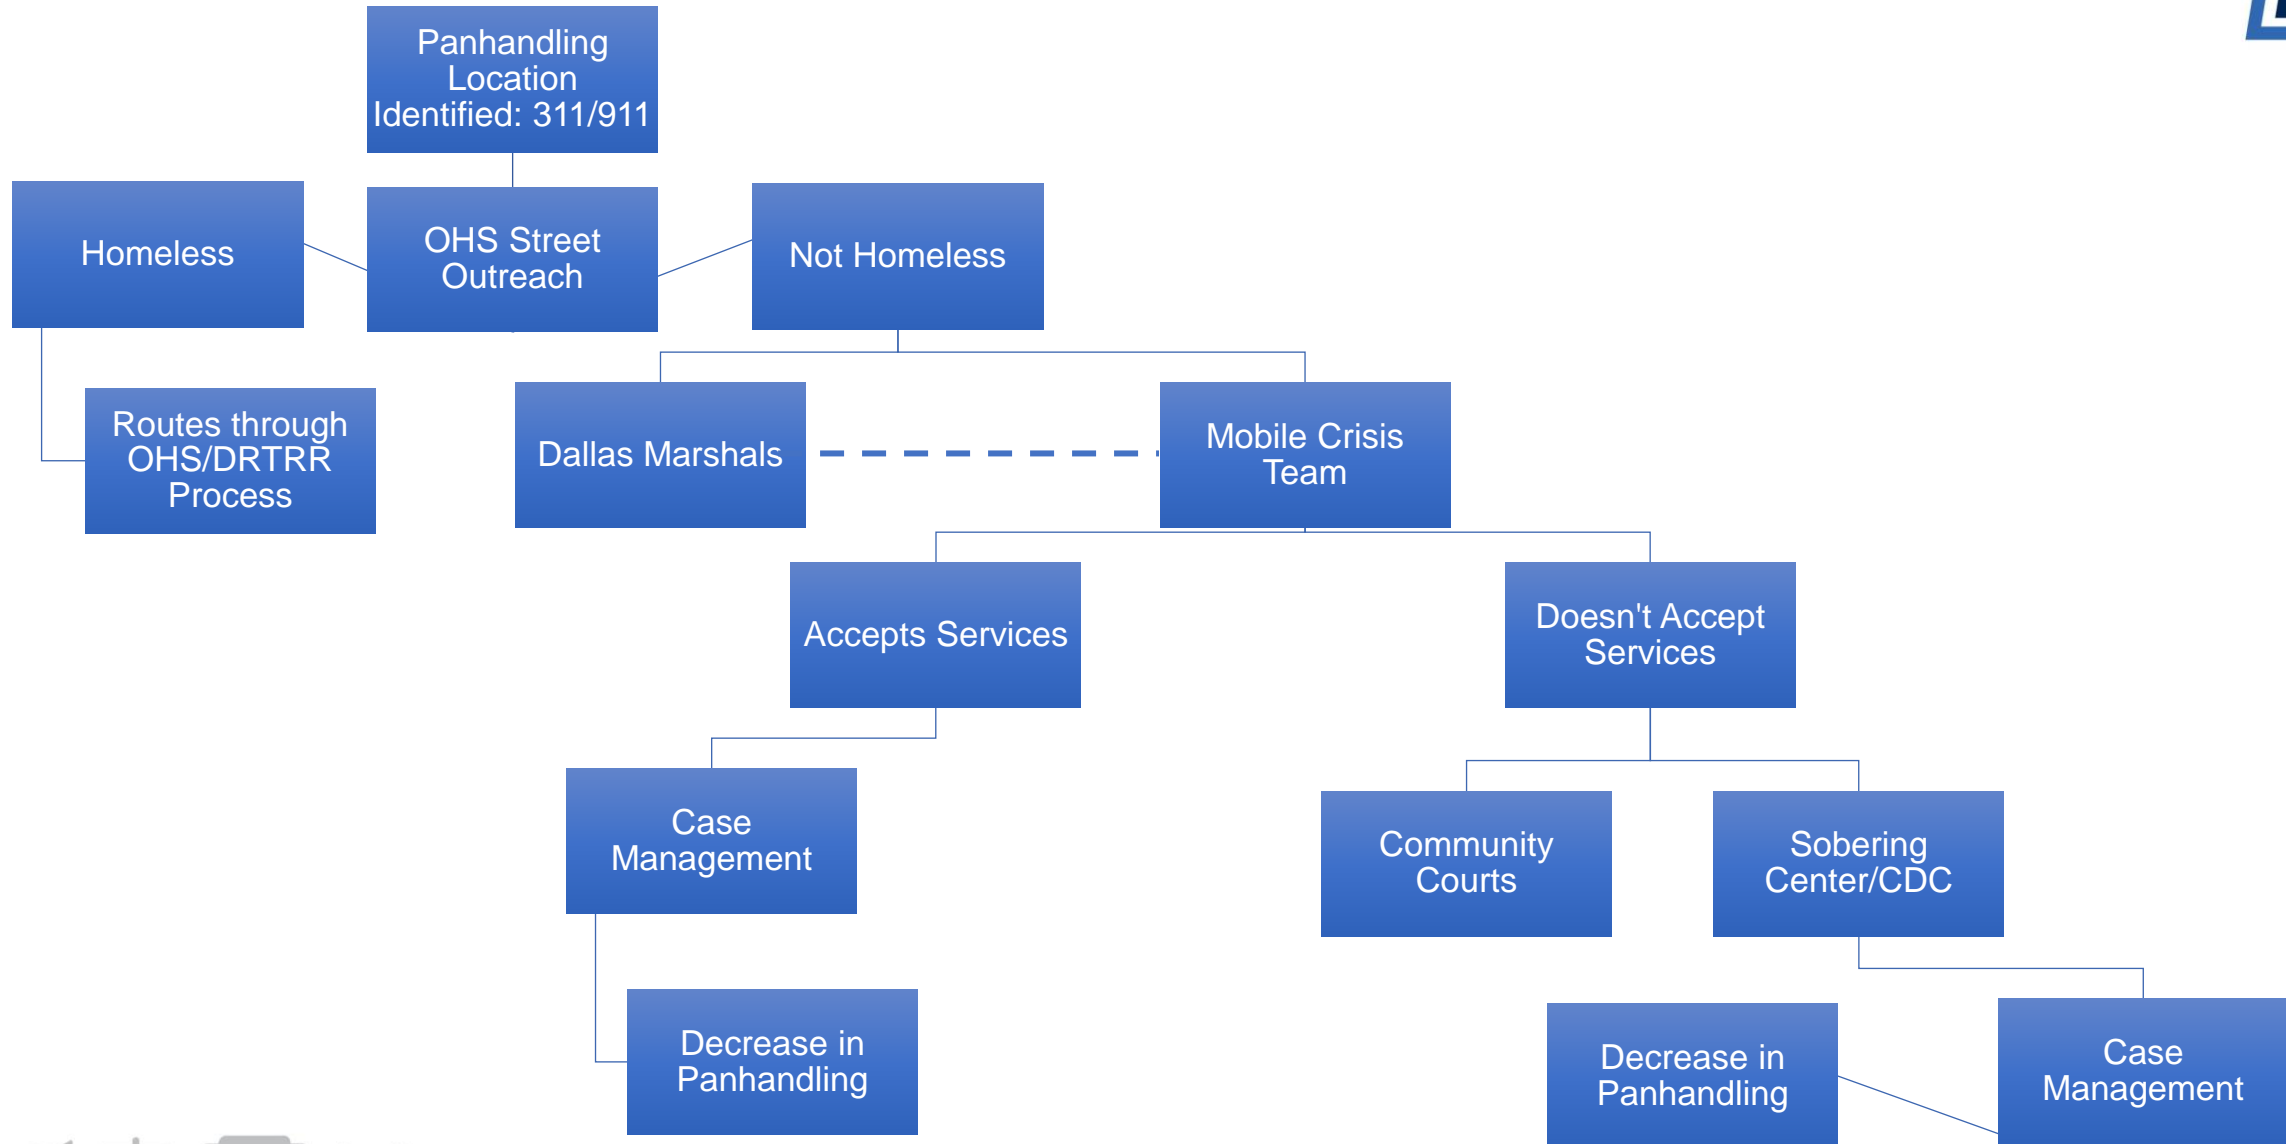 Panhandling
Location
Identified: 311/911
Homeless
OHS Street
Outreach
Not Homeless
Routes through
OHS/DRTRR
Process
Dallas Marshals
Mobile Crisis
Team
Accepts Services
Doesn't Accept
Services
Case
Management
Community
Courts
Sobering
Center/CDC
Decrease in
Panhandling
Decrease in
Panhandling
Case
Management